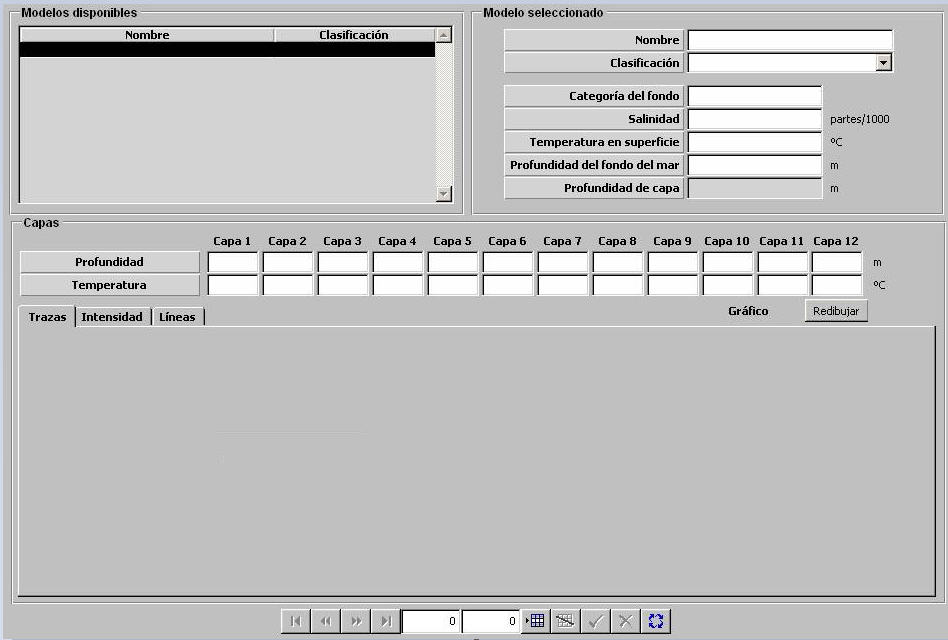 Modelos disponibles
Nombre Clasificación
Modelo seleccionado
Nombre
Clasificación
Categoría del fondo
Salinidad partes/1000
Temperatura en superficie ºC
Profundidad del fondo del mar m
Profundidad de capa m
Capas
Capa 1 Capa 2 Capa 3 Capa 4 Capa 5 Capa 6 Capa 7 Capa 8 Capa 9 Capa 10 Capa 11 Capa 12
Profundidad m
Temperatura ºC
Trazas Intensidad Líneas Gráfico Redibujar
0 0